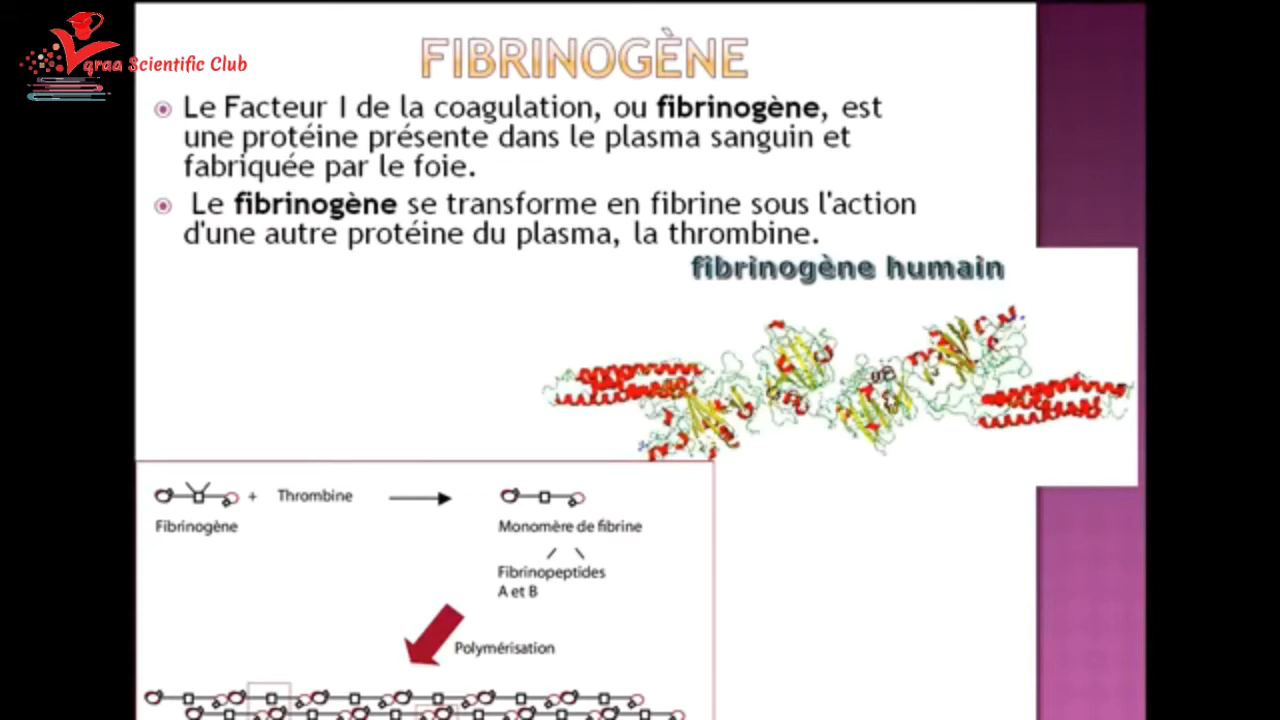 qraa Scientific Club
FIBRINOGÈNE
Le Facteur I de la coagulation, ou fibrinogène, est
une protéine présente dans le plasma sanguin et
fabriquée par le foie.
Le fibrinogène se transforme en fibrine sous l'action
d'une autre protéine du plasma, la thrombine.
fibrinogène humain
+ Thrombine
Fibrinogène
Monomère de fibrine
Fibrinopeptides
A et B
Polymérisation